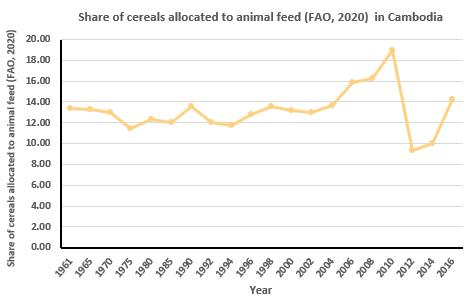 Share of cereals allocated to animal feed (FAO, 2020)  in Cambodia
Share of cereals allocated to animal feed (FAO, 2020)
20.00
18.00
16.00
14.00
12.00
10.00
8.00
6.00
4.00
2.00
0.00
1961 1965 1970 1975 1980 1985 1990 1992 1994 1996 1998 2000 2002 2004 2006 2008 2010 2012 2014 2016
Year